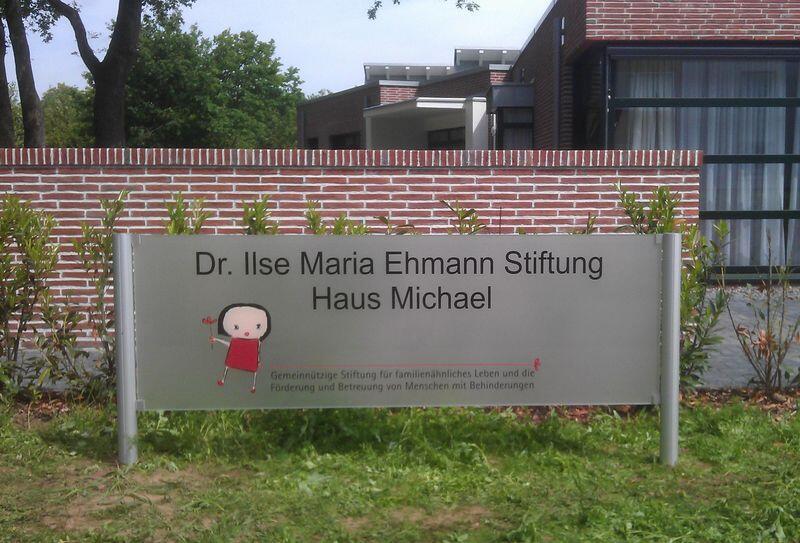 Dr. Ilse Maria Ehmann Stiftung
Haus Michael
Gemeinnützige Stiftung für familienähnliches Leben und die
Förderung und Betreuung von Menschen mit Behinderungen